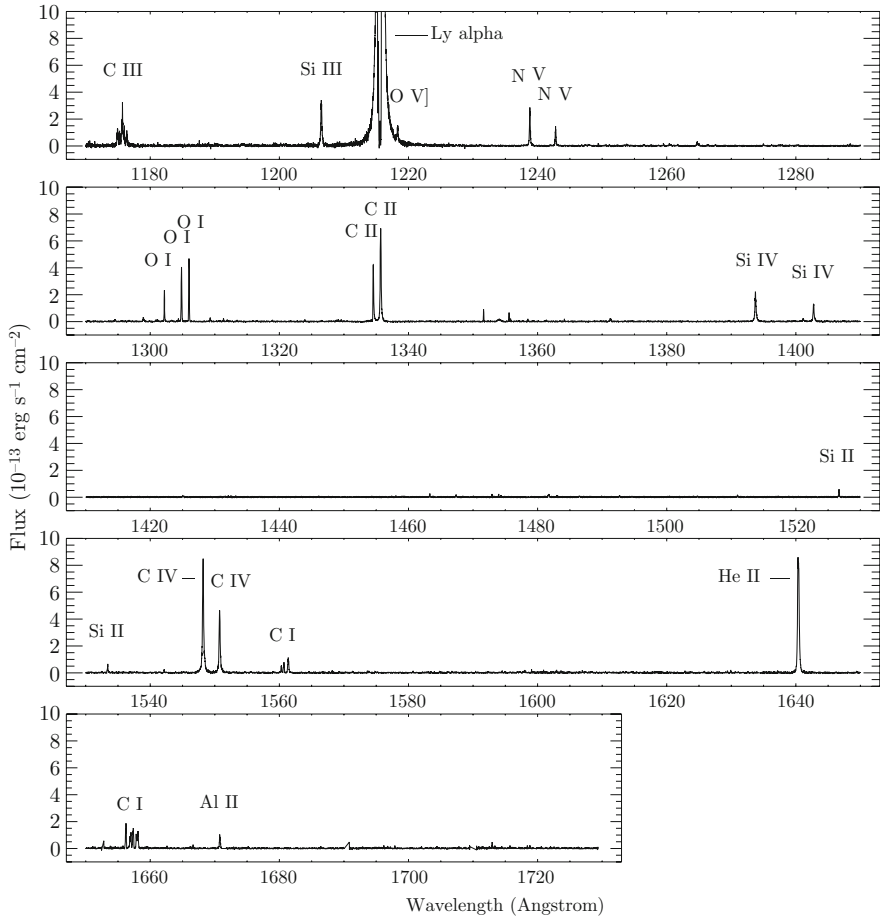 Ly alpha
C III
Si III
O V]
N V
N V
10
8
6
4
2
0
1180
1200
1220
1240
1260
1280
O I
O I
O I
C II
C II
Si IV
Si IV
10
8
6
4
2
0
1300
1320
1340
1360
1380
1400
Si II
10
8
6
4
2
0
1420
1440
1460
1480
1500
1520
Si II
C IV
C IV
C I
He II
10
8
6
4
2
0
1540
1560
1580
1600
1620
1640
C I
Al II
10
8
6
4
2
0
1660
1680
1700
1720
Wavelength (Angstrom)
Flux (10⁻¹³ erg s⁻¹ cm⁻²)